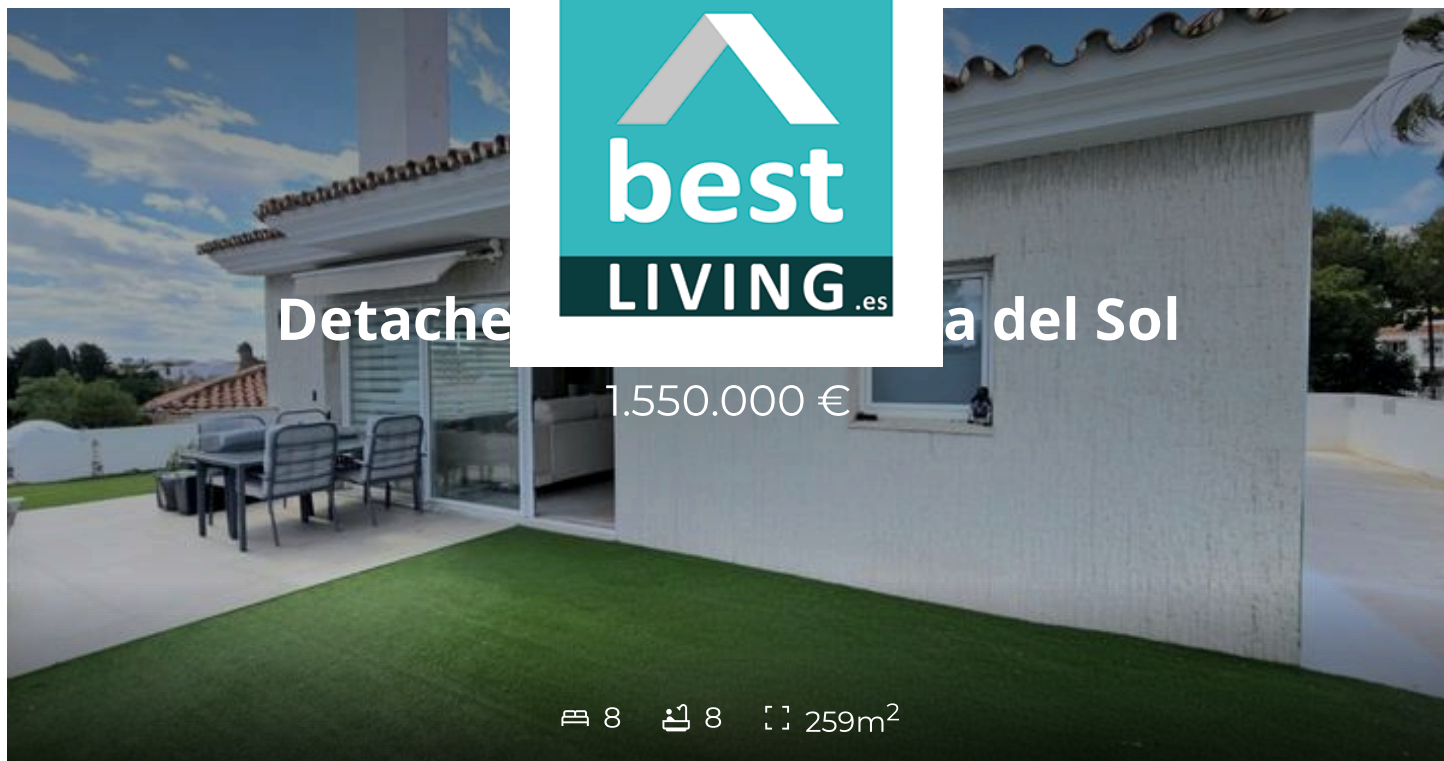 best
LIVING.es
Detache a del Sol
1.550.000 €
8 8 259m²